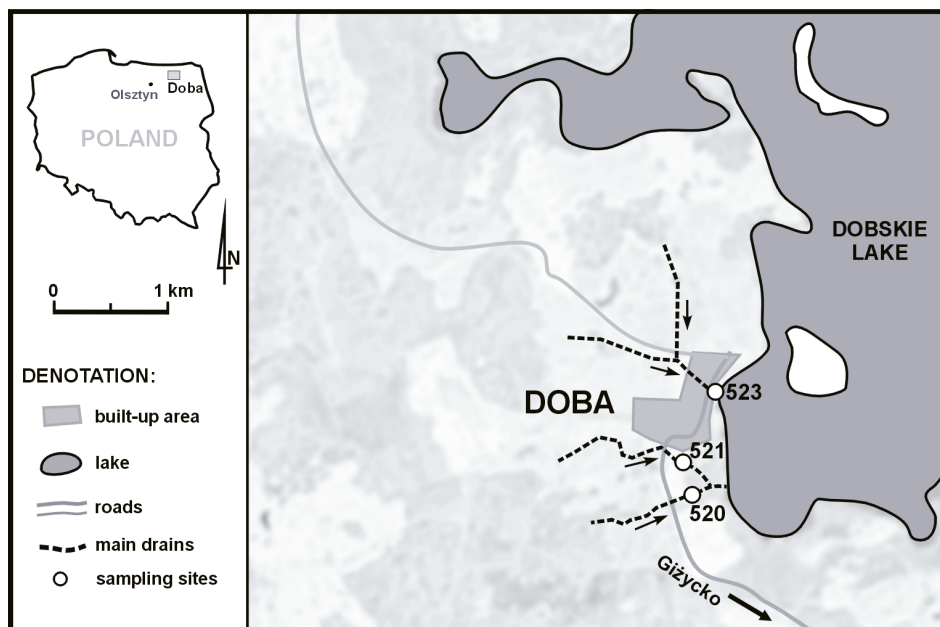 Olsztyn
Doba
POLAND
N
0 1 km
DENOTATION:
built-up area
lake
roads
main drains
sampling sites
DOBSKIE
LAKE
DOBA
523
521
520
Giżycko